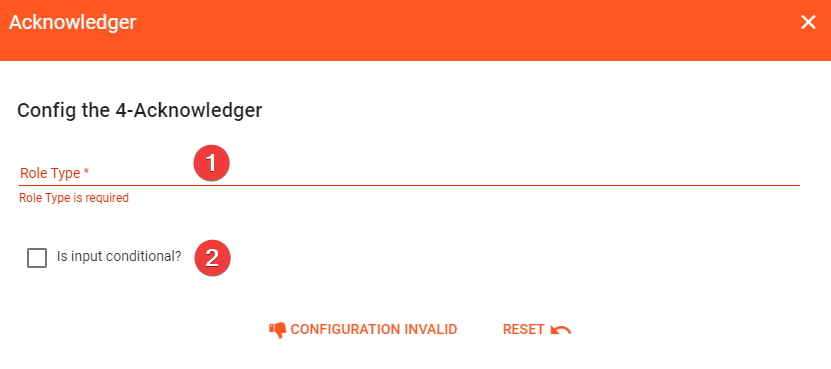 Acknowledger
Config the 4-Acknowledger
Role Type *
1
Role Type is required
Is input conditional?
2
CONFIGURATION INVALID
RESET